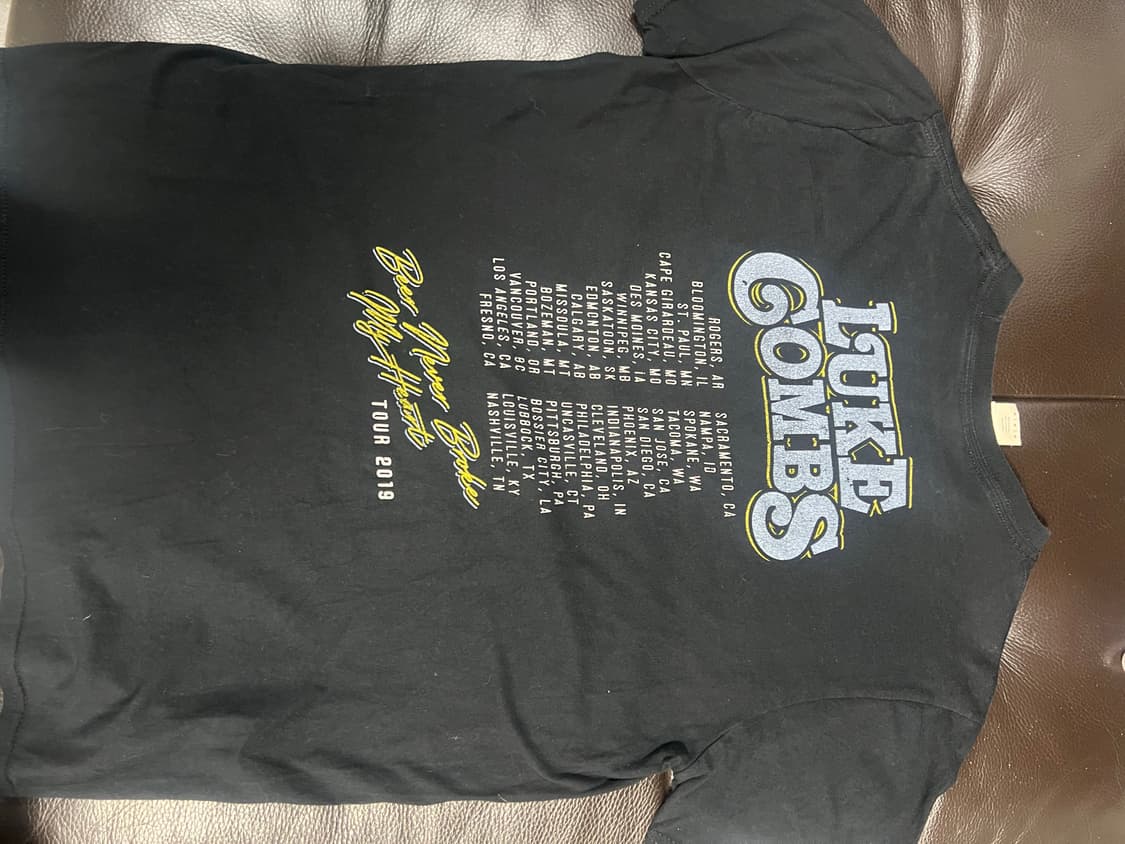 LUKE
COMBS
ROGERS, AR
BLOOMINGTON, IL
ST. PAUL, MN
CAPE GIRARDEAU, MO
KANSAS CITY, MO
DES MOINES, IA
WINNIPEG, MB
SASKATOON, SK
EDMONTON, AB
CALGARY, AB
MISSOULA, MT
BOZEMAN, MT
PORTLAND, OR
VANCOUVER, BC
LOS ANGELES, CA
FRESNO, CA
SACRAMENTO, CA
NAMPA, ID
SPOKANE, WA
TACOMA, WA
SAN JOSE, CA
SAN DIEGO, CA
PHOENIX, AZ
INDIANAPOLIS, IN
CLEVELAND, OH
PHILADELPHIA, PA
UNCASVILLE, CT
PITTSBURGH, PA
BOSSIER CITY, LA
LUBBOCK, TX
LOUISVILLE, KY
NASHVILLE, TN
Beer Never Broke
My Heart
TOUR 2019